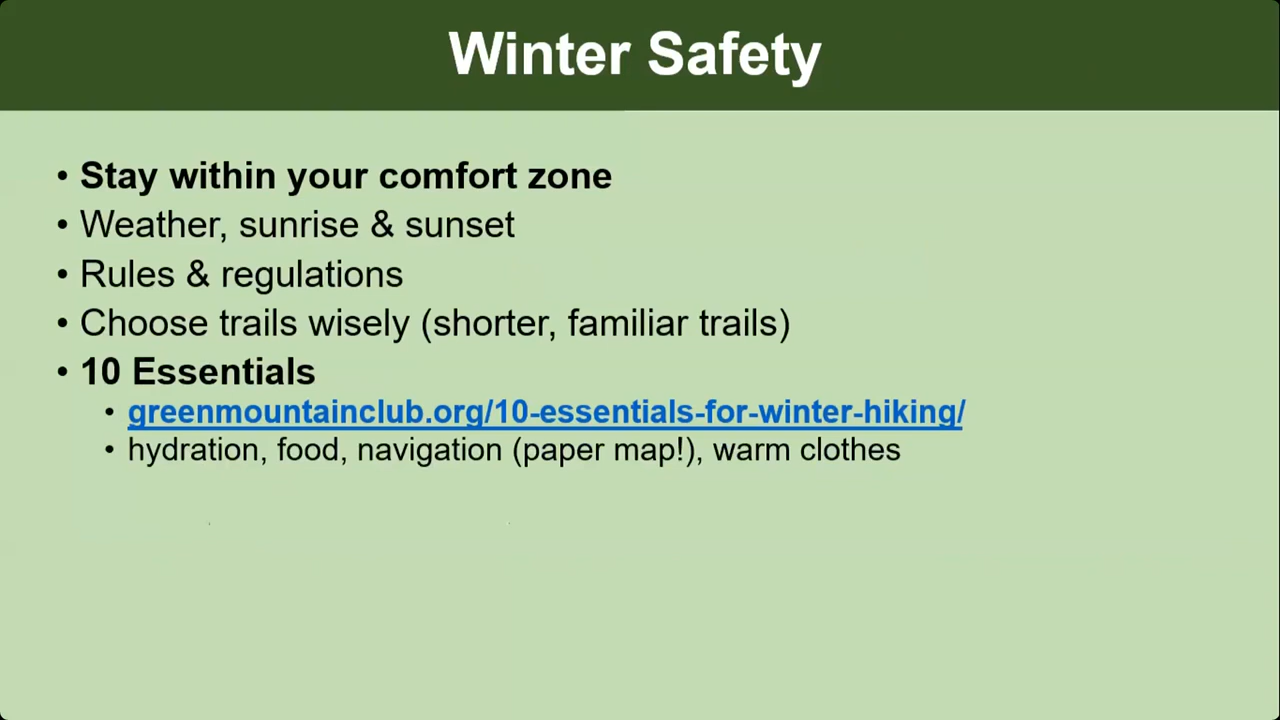 Winter Safety
• Stay within your comfort zone
• Weather, sunrise & sunset
• Rules & regulations
• Choose trails wisely (shorter, familiar trails)
• 10 Essentials
• greenmountainclub.org/10-essentials-for-winter-hiking/
• hydration, food, navigation (paper map!), warm clothes